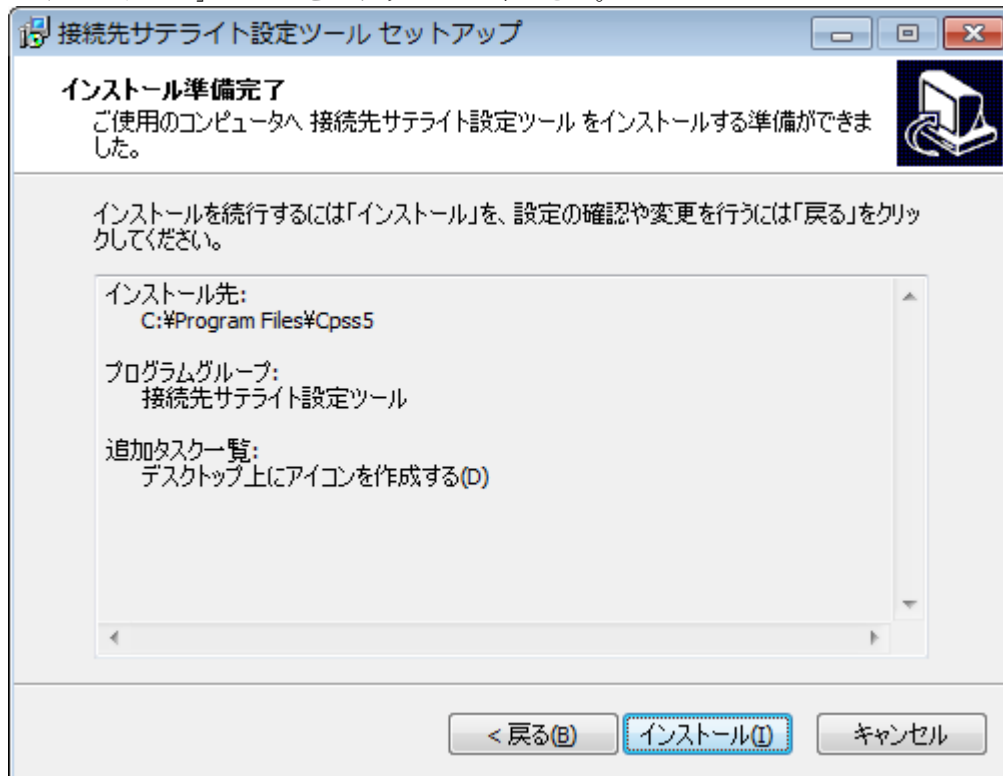 接続先サテライト設定ツール セットアップ
インストール準備完了
ご使用のコンピュータへ 接続先サテライト設定ツール をインストールする準備ができま
した。
インストールを続行するには「インストール」を、設定の確認や変更を行うには「戻る」をクリッ
クしてください。
インストール先:
C:¥Program Files¥Cpss5
プログラムグループ:
接続先サテライト設定ツール
追加タスク一覧:
デスクトップ上にアイコンを作成する(D)
< 戻る(B)
インストール(I)
キャンセル